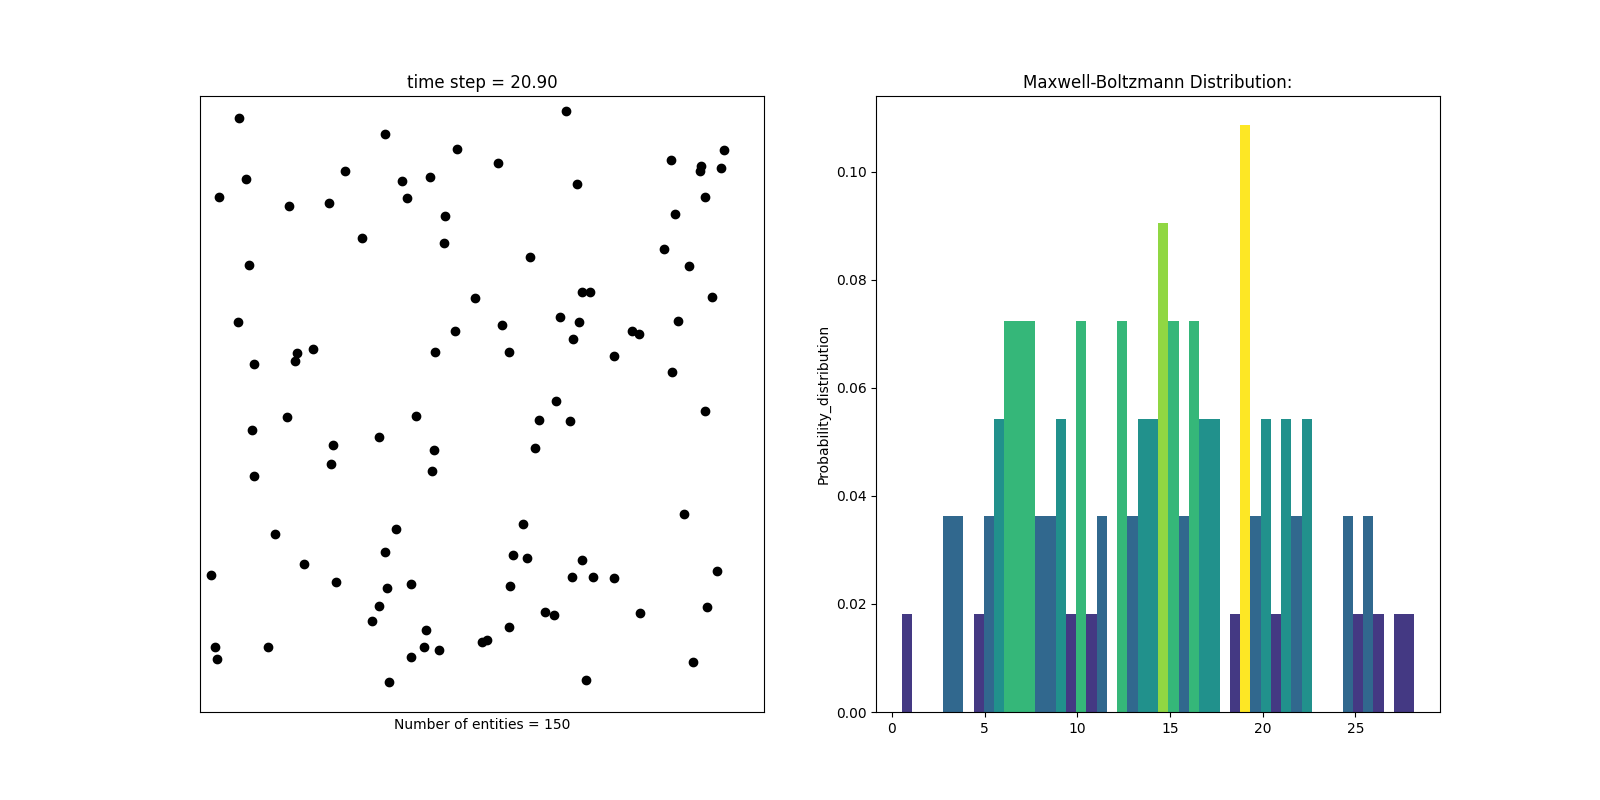 time step = 20.90
Number of entities = 150
Maxwell-Boltzmann Distribution:
Probability_distribution
0.10
0.08
0.06
0.04
0.02
0.00
0 5 10 15 20 25